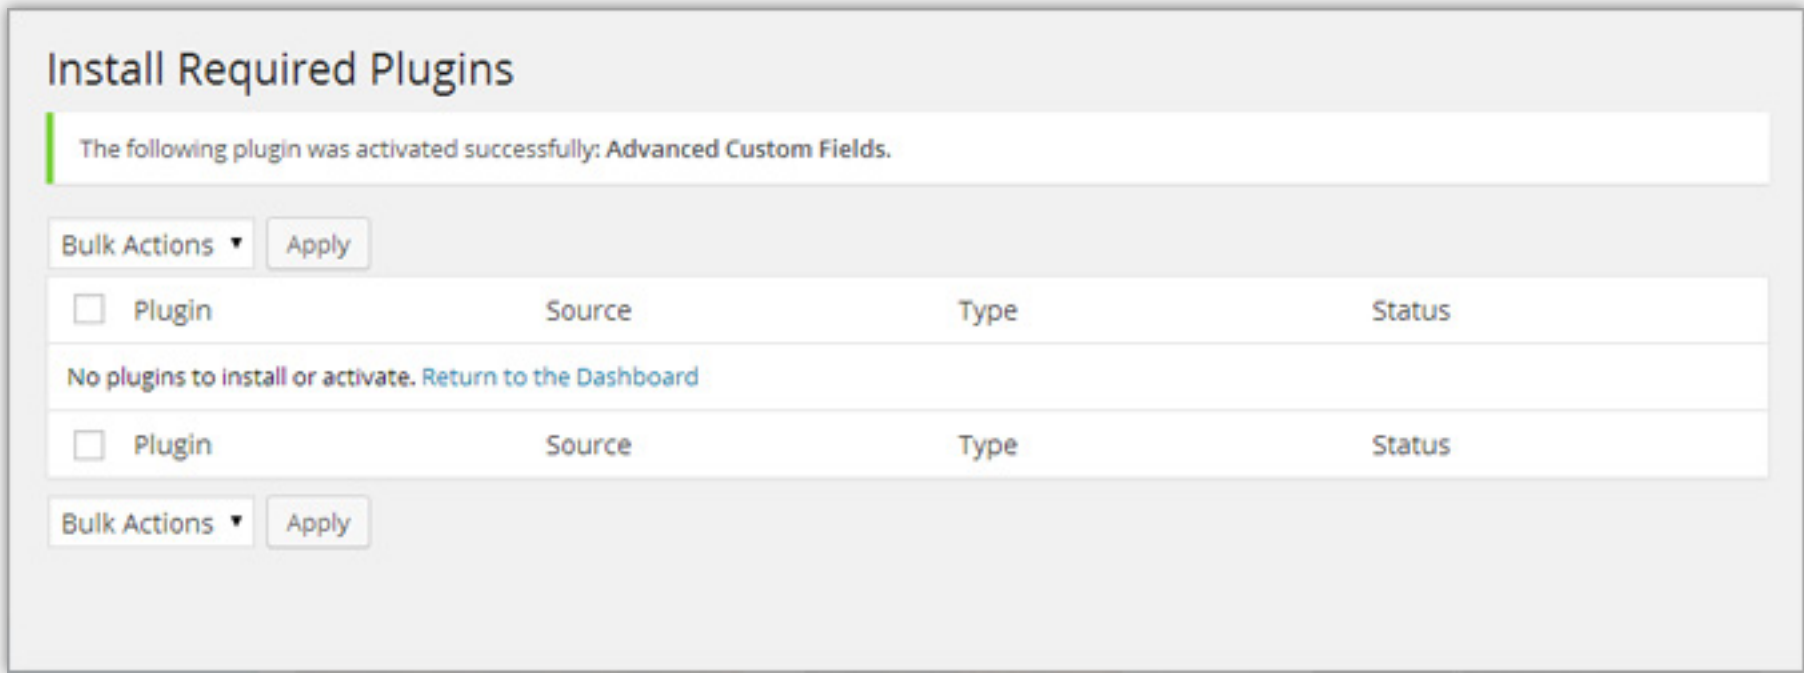 Install Required Plugins
The following plugin was activated successfully: Advanced Custom Fields.
Bulk Actions Apply
Plugin Source Type Status
No plugins to install or activate. Return to the Dashboard
Plugin Source Type Status
Bulk Actions Apply